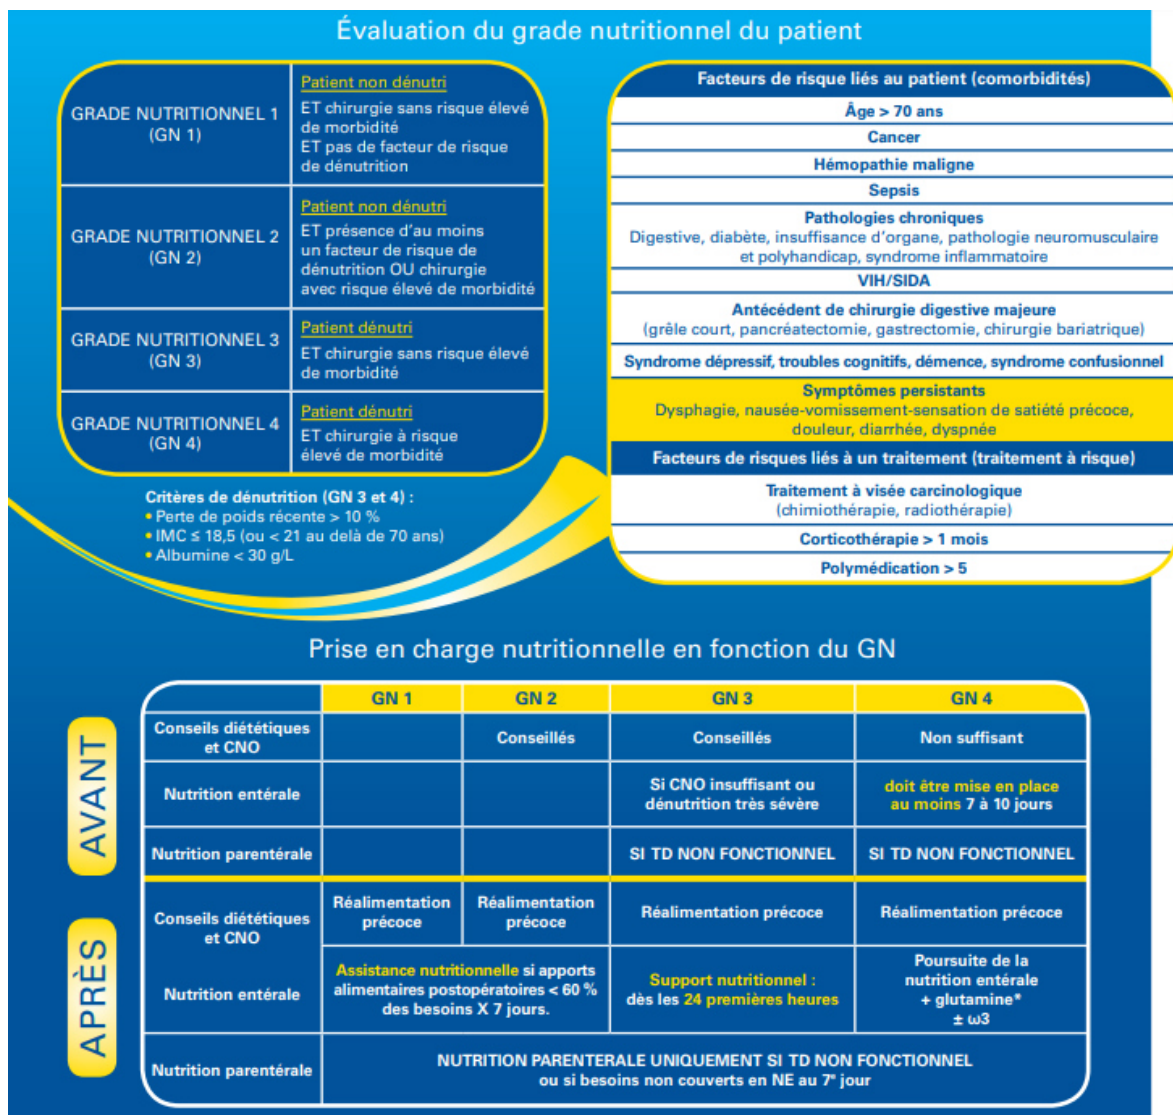 Évaluation du grade nutritionnel du patient
GRADE NUTRITIONNEL 1
(GN 1)
Patient non dénutri
ET chirurgie sans risque élevé
de morbidité
ET pas de facteur de risque
de dénutrition
GRADE NUTRITIONNEL 2
(GN 2)
Patient non dénutri
ET présence d'au moins
un facteur de risque de
dénutrition OU chirurgie
avec risque élevé de morbidité
GRADE NUTRITIONNEL 3
(GN 3)
Patient dénutri
ET chirurgie sans risque élevé
de morbidité
GRADE NUTRITIONNEL 4
(GN 4)
Patient dénutri
ET chirurgie à risque
élevé de morbidité
Critères de dénutrition (GN 3 et 4) :
• Perte de poids récente > 10 %
• IMC ≤ 18,5 (ou < 21 au delà de 70 ans)
• Albumine < 30 g/L
Facteurs de risque liés au patient (comorbidités)
Âge > 70 ans
Cancer
Hémopathie maligne
Sepsis
Pathologies chroniques
Digestive, diabète, insuffisance d'organe, pathologie neuromusculaire
et polyhandicap, syndrome inflammatoire
VIH/SIDA
Antécédent de chirurgie digestive majeure
(grêle court, pancréatectomie, gastrectomie, chirurgie bariatrique)
Syndrome dépressif, troubles cognitifs, démence, syndrome confusionnel
Symptômes persistants
Dysphagie, nausée-vomissement-sensation de satiété précoce,
douleur, diarrhée, dyspnée
Facteurs de risques liés à un traitement (traitement à risque)
Traitement à visée carcinologique
(chimiothérapie, radiothérapie)
Corticothérapie > 1 mois
Polymédication > 5
Prise en charge nutritionnelle en fonction du GN
GN 1
GN 2
GN 3
GN 4
AVANT
Conseils diététiques
et CNO
Conseillés
Conseillés
Non suffisant
Nutrition entérale
Si CNO insuffisant ou
dénutrition très sévère
doit être mise en place
au moins 7 à 10 jours
Nutrition parentérale
SI TD NON FONCTIONNEL
SI TD NON FONCTIONNEL
APRÈS
Conseils diététiques
et CNO
Réalimentation
précoce
Réalimentation
précoce
Réalimentation précoce
Réalimentation précoce
Nutrition entérale
Assistance nutritionnelle si apports
alimentaires postopératoires < 60 %
des besoins X 7 jours.
Support nutritionnel :
dès les 24 premières heures
Poursuite de la
nutrition entérale
+ glutamine*
± ω3
Nutrition parentérale
NUTRITION PARENTERALE UNIQUEMENT SI TD NON FONCTIONNEL
ou si besoins non couverts en NE au 7e jour